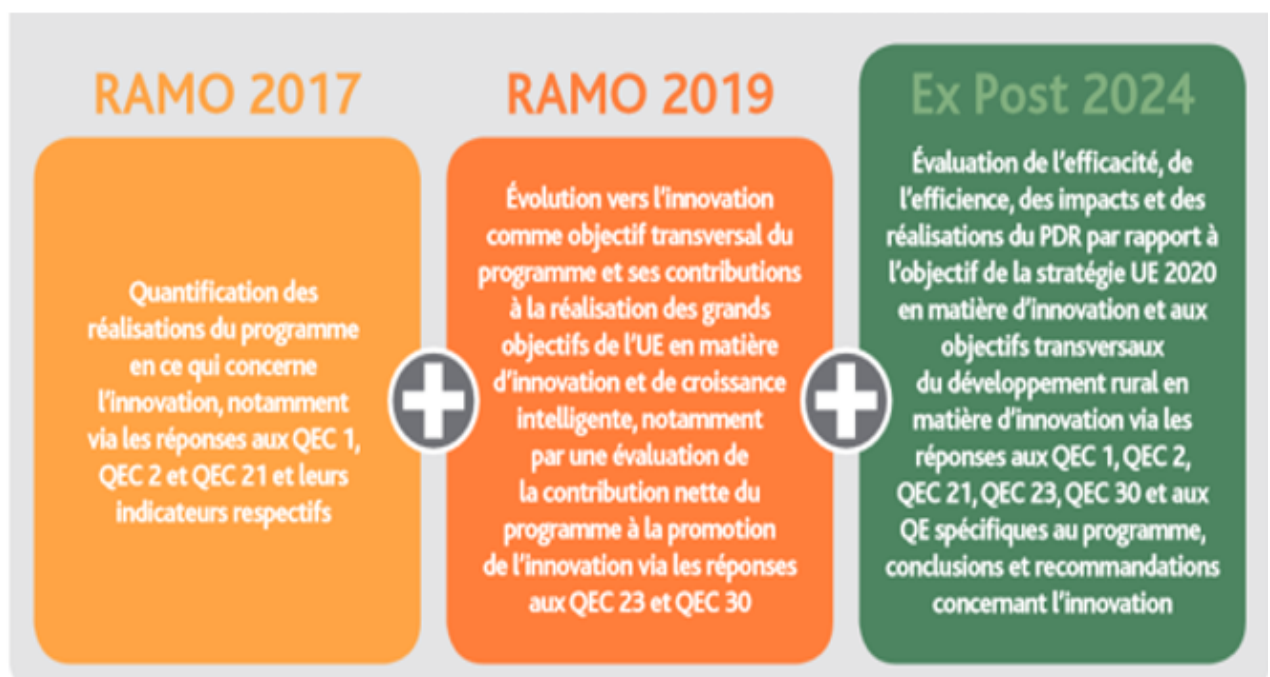 RAMO 2017
Quantification des
réalisations du programme
en ce qui concerne
l'innovation, notamment
via les réponses aux QEC 1,
QEC 2 et QEC 21 et leurs
indicateurs respectifs
RAMO 2019
Évolution vers l'innovation
comme objectif transversal du
programme et ses contributions
à la réalisation des grands
objectifs de l'UE en matière
d'innovation et de croissance
intelligente, notamment
par une évaluation de
la contribution nette du
programme à la promotion
de l'innovation via les réponses
aux QEC 23 et QEC 30
Ex Post 2024
Évaluation de l'efficacité, de
l'efficience, des impacts et des
réalisations du PDR par rapport à
l'objectif de la stratégie UE 2020
en matière d'innovation et aux
objectifs transversaux
du développement rural en
matière d'innovation via les
réponses aux QEC 1, QEC 2,
QEC 21, QEC 23, QEC 30 et aux
QE spécifiques au programme,
conclusions et recommandations
concernant l'innovation